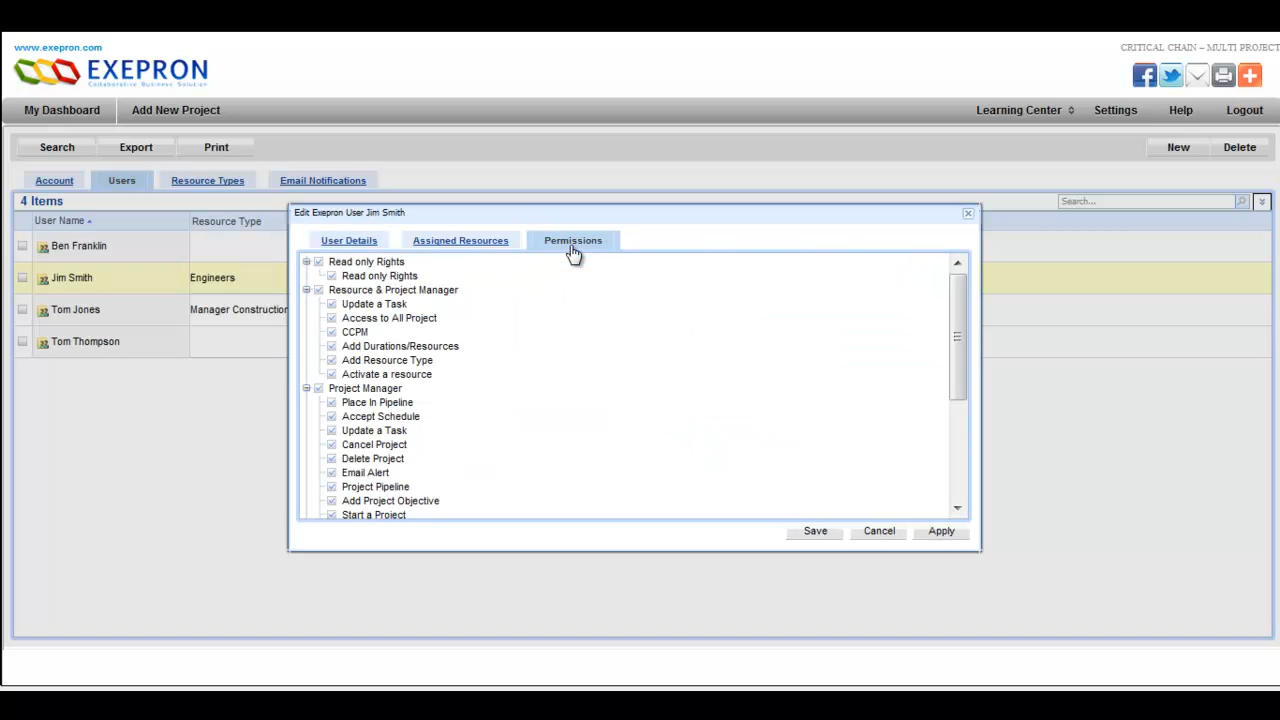 www.exepron.com
CRITICAL CHAIN – MULTI PROJECT
EXEPRON
Collaborative Business Solution
My Dashboard
Add New Project
Learning Center
Settings
Help
Logout
Search
Export
Print
New
Delete
Account
Users
Resource Types
Email Notifications
4 Items
Search...
User Name
Resource Type
Ben Franklin
Jim Smith
Engineers
Tom Jones
Manager Construction
Tom Thompson
Edit Exepron User Jim Smith
User Details
Assigned Resources
Permissions
Read only Rights
Read only Rights
Resource & Project Manager
Update a Task
Access to All Project
CCPM
Add Durations/Resources
Add Resource Type
Activate a resource
Project Manager
Place In Pipeline
Accept Schedule
Update a Task
Cancel Project
Delete Project
Email Alert
Project Pipeline
Add Project Objective
Start a Project
Save
Cancel
Apply